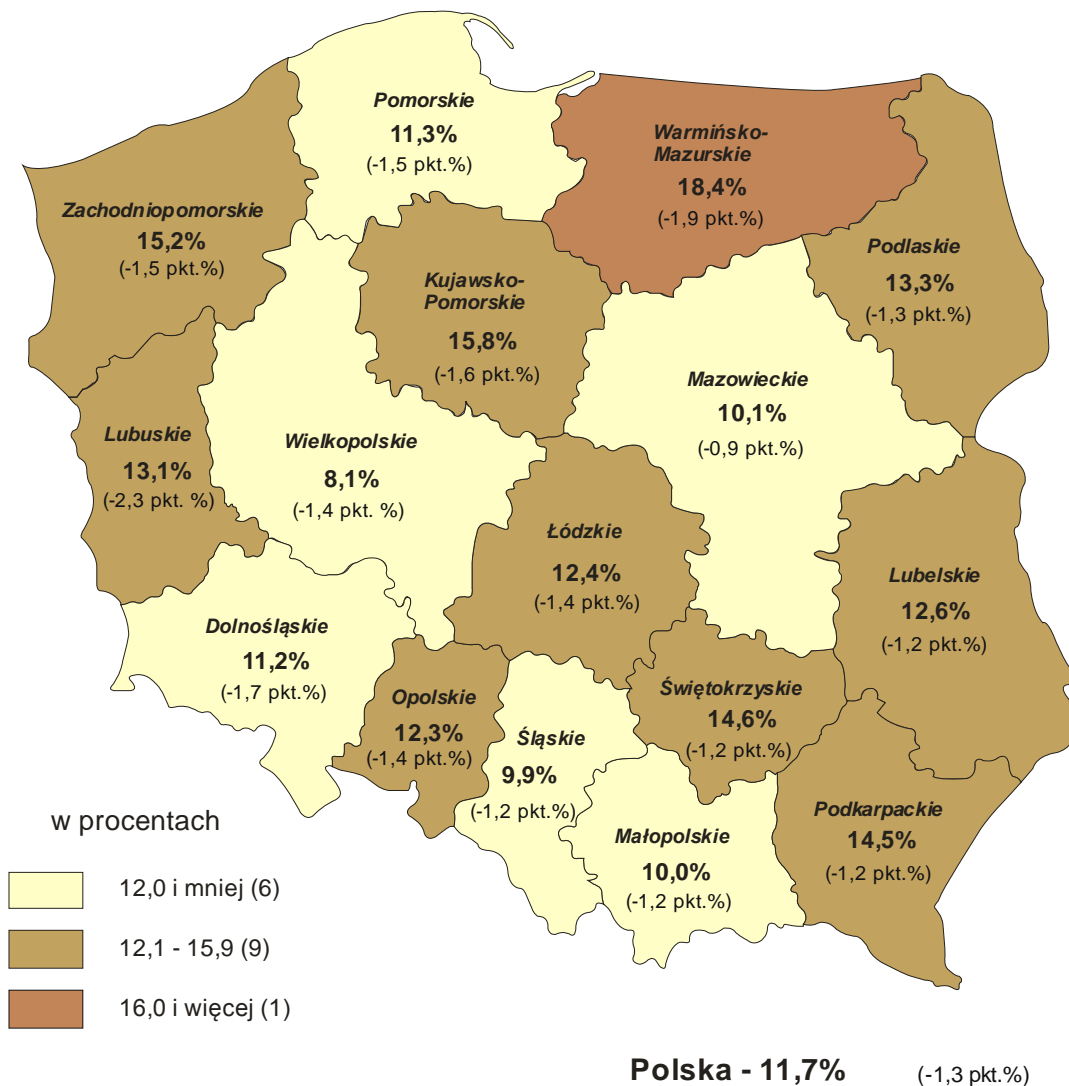 Pomorskie
11,3%
(-1,5 pkt.%)
Warmińsko-
Mazurskie
18,4%
(-1,9 pkt.%)
Zachodniopomorskie
15,2%
(-1,5 pkt.%)
Podlaskie
13,3%
(-1,3 pkt.%)
Kujawsko-
Pomorskie
15,8%
(-1,6 pkt.%)
Mazowieckie
10,1%
(-0,9 pkt.%)
Lubuskie
13,1%
(-2,3 pkt. %)
Wielkopolskie
8,1%
(-1,4 pkt. %)
Łódzkie
12,4%
(-1,4 pkt.%)
Lubelskie
12,6%
(-1,2 pkt.%)
Dolnośląskie
11,2%
(-1,7 pkt.%)
Opolskie
12,3%
(-1,4 pkt.%)
Śląskie
9,9%
(-1,2 pkt.%)
Świętokrzyskie
14,6%
(-1,2 pkt.%)
Małopolskie
10,0%
(-1,2 pkt.%)
Podkarpackie
14,5%
(-1,2 pkt.%)
w procentach
12,0 i mniej (6)
12,1 - 15,9 (9)
16,0 i więcej (1)
Polska - 11,7% (-1,3 pkt.%)